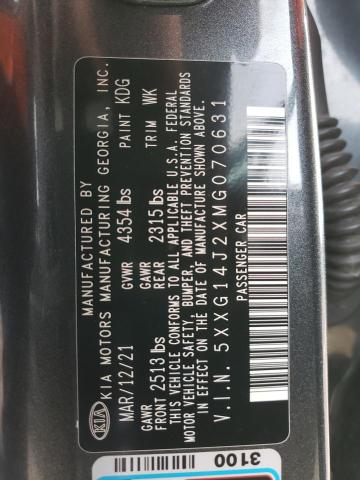 MANUFACTURED BY
KIA KIA MOTORS MANUFACTURING GEORGIA, INC.
MAR/12/21 GVWR 4354 lbs PAINT KDG
GAWR FRONT 2513 lbs GAWR REAR 2315 lbs TRIM WK
THIS VEHICLE CONFORMS TO ALL APPLICABLE U.S.A. FEDERAL
MOTOR VEHICLE SAFETY, BUMPER, AND THEFT PREVENTION STANDARDS
IN EFFECT ON THE DATE OF MANUFACTURE SHOWN ABOVE.
V.I.N. 5XXG14J2XMG070631
PASSENGER CAR
3100